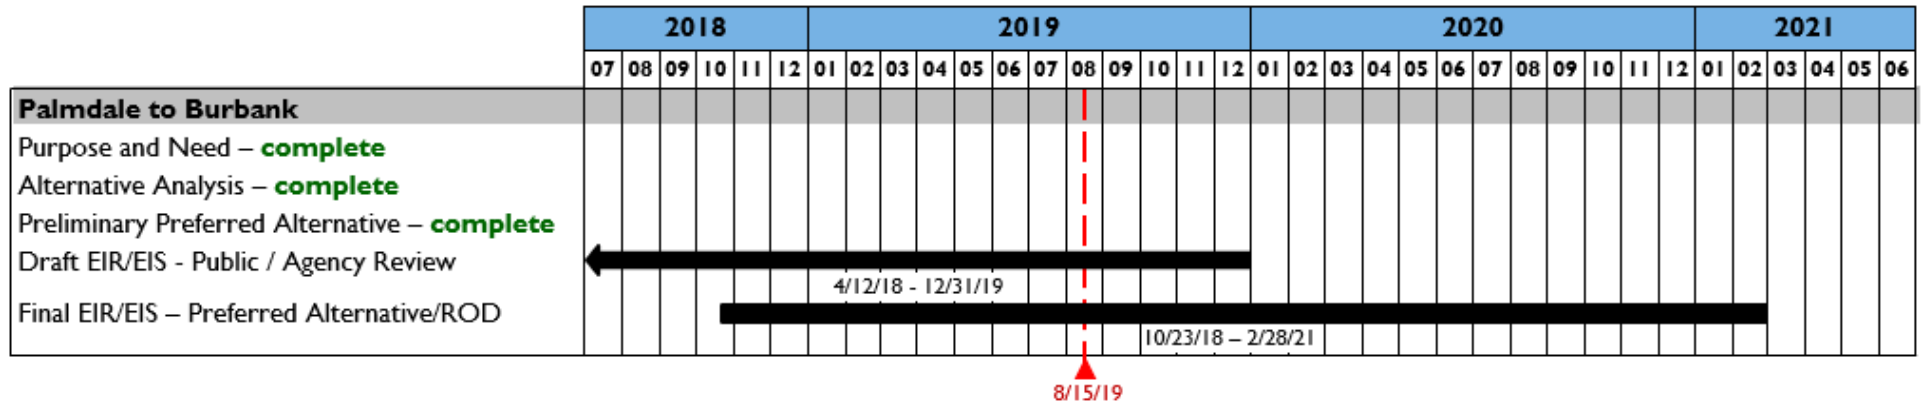 2018 2019 2020 2021
07 08 09 10 11 12 01 02 03 04 05 06 07 08 09 10 11 12 01 02 03 04 05 06 07 08 09 10 11 12 01 02 03 04 05 06
Palmdale to Burbank
Purpose and Need – complete
Alternative Analysis – complete
Preliminary Preferred Alternative – complete
Draft EIR/EIS - Public / Agency Review
4/12/18 - 12/31/19
Final EIR/EIS – Preferred Alternative/ROD
10/23/18 – 2/28/21
8/15/19